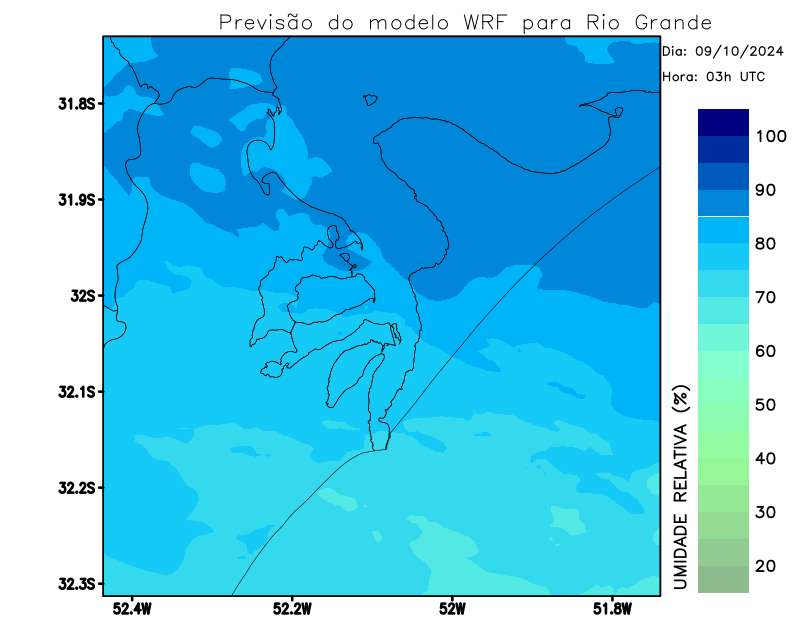 Previsão do modelo WRF para Rio Grande
Dia: 09/10/2024
Hora: 03h UTC
31.8S
31.9S
32S
32.1S
32.2S
32.3S
52.4W
52.2W
52W
51.8W
UMIDADE RELATIVA (%)
100
90
80
70
60
50
40
30
20